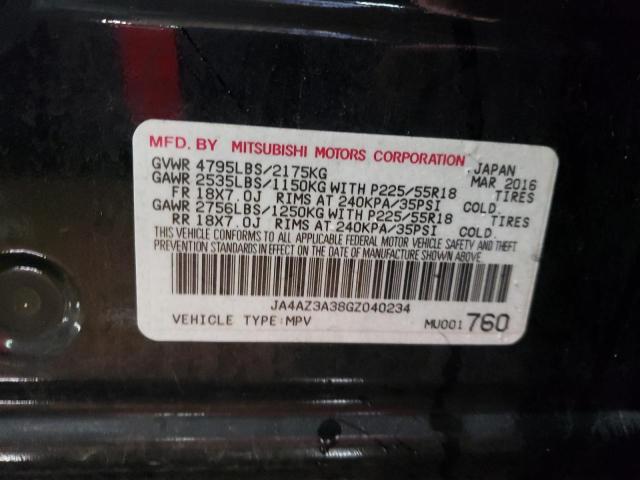 MFD. BY MITSUBISHI MOTORS CORPORATION JAPAN
GVWR 4795LBS/2175KG MAR 2016
GAWR 2535LBS/1150KG WITH P225/55R18 TIRES
FR 18X7.0J RIMS AT 240KPA/35PSI COLD.
GAWR 2756LBS/1250KG WITH P225/55R18 TIRES
RR 18X7.0J RIMS AT 240KPA/35PSI COLD.
THIS VEHICLE CONFORMS TO ALL APPLICABLE FEDERAL MOTOR VEHICLE SAFETY AND THEFT
PREVENTION STANDARDS IN EFFECT ON THE DATE OF MANUFACTURE SHOWN ABOVE.
JA4AZ3A38GZ040234
VEHICLE TYPE:MPV MU001760